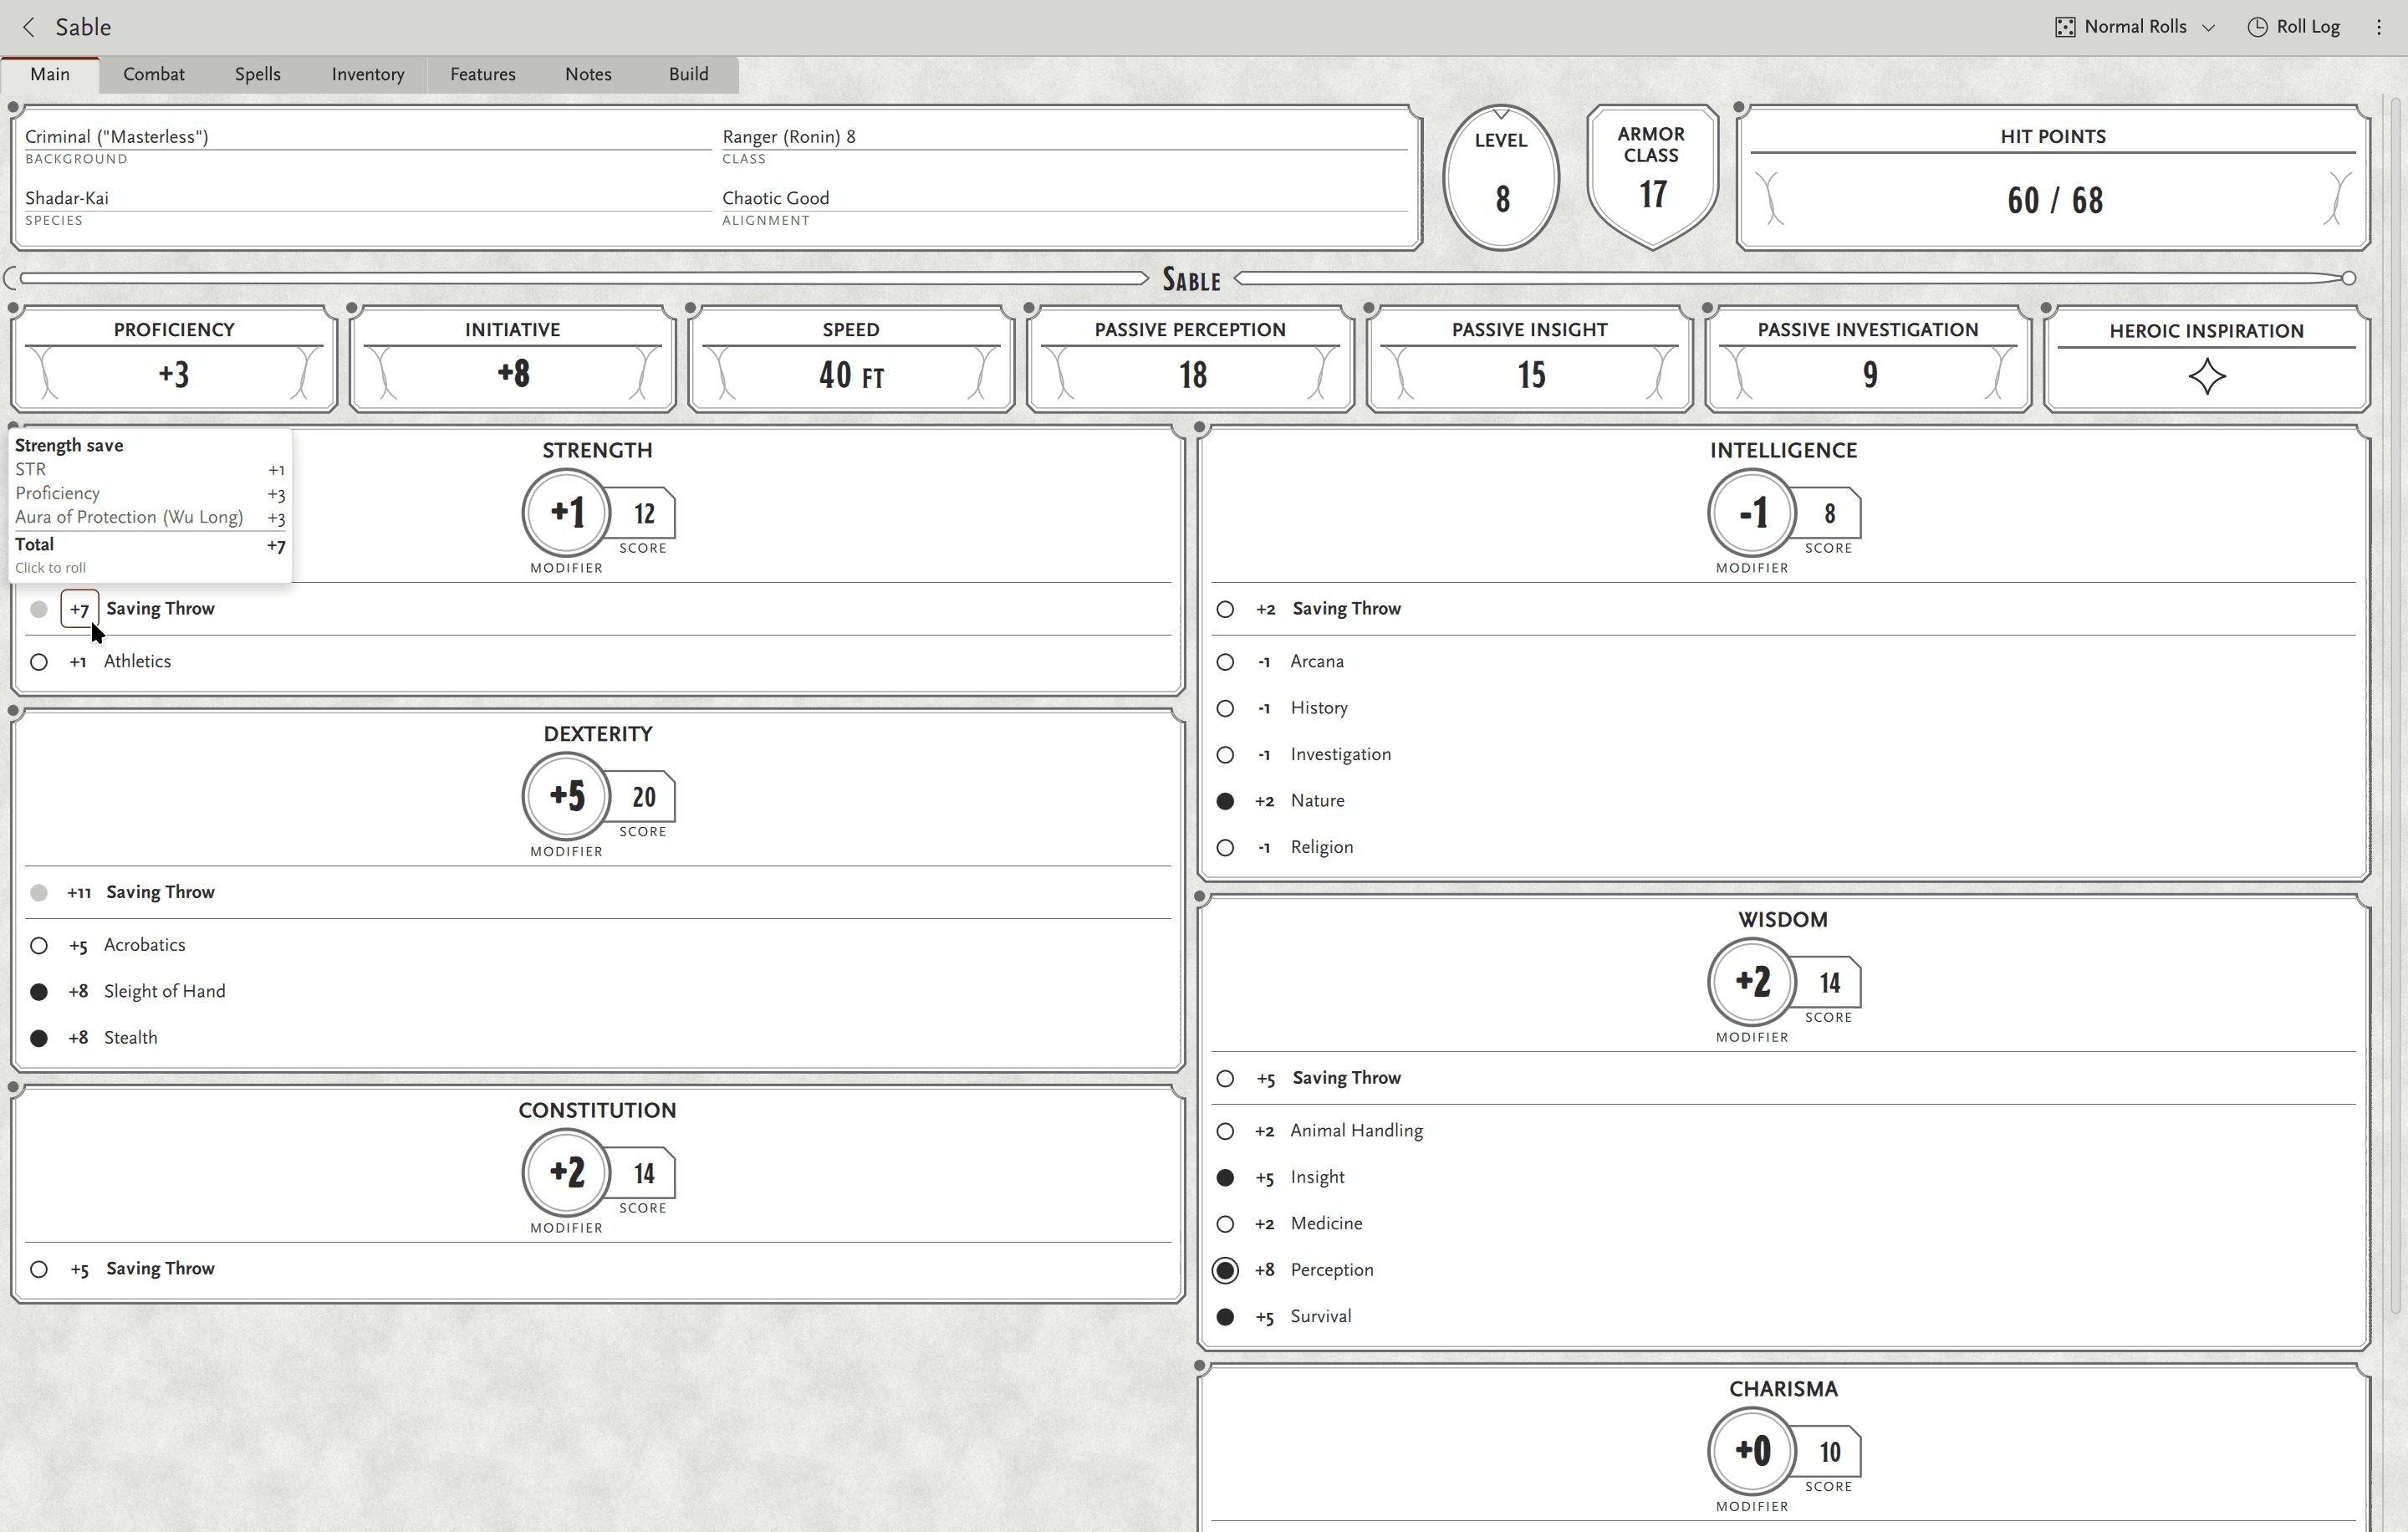 Sable
Normal Rolls
Roll Log
Main
Combat
Spells
Inventory
Features
Notes
Build
Criminal ("Masterless")
BACKGROUND
Ranger (Ronin) 8
CLASS
Shadar-Kai
SPECIES
Chaotic Good
ALIGNMENT
LEVEL
8
ARMOR
CLASS
17
HIT POINTS
60 / 68
SABLE
PROFICIENCY
+3
INITIATIVE
+8
SPEED
40 FT
PASSIVE PERCEPTION
18
PASSIVE INSIGHT
15
PASSIVE INVESTIGATION
9
HEROIC INSPIRATION
Strength save
STR +1
Proficiency +3
Aura of Protection (Wu Long) +3
Total +7
Click to roll
STRENGTH
+1
12
SCORE
MODIFIER
+7 Saving Throw
+1 Athletics
DEXTERITY
+5
20
SCORE
MODIFIER
+11 Saving Throw
+5 Acrobatics
+8 Sleight of Hand
+8 Stealth
CONSTITUTION
+2
14
SCORE
MODIFIER
+5 Saving Throw
INTELLIGENCE
-1
8
SCORE
MODIFIER
+2 Saving Throw
-1 Arcana
-1 History
-1 Investigation
+2 Nature
-1 Religion
WISDOM
+2
14
SCORE
MODIFIER
+5 Saving Throw
+2 Animal Handling
+5 Insight
+2 Medicine
+8 Perception
+5 Survival
CHARISMA
+0
10
SCORE
MODIFIER